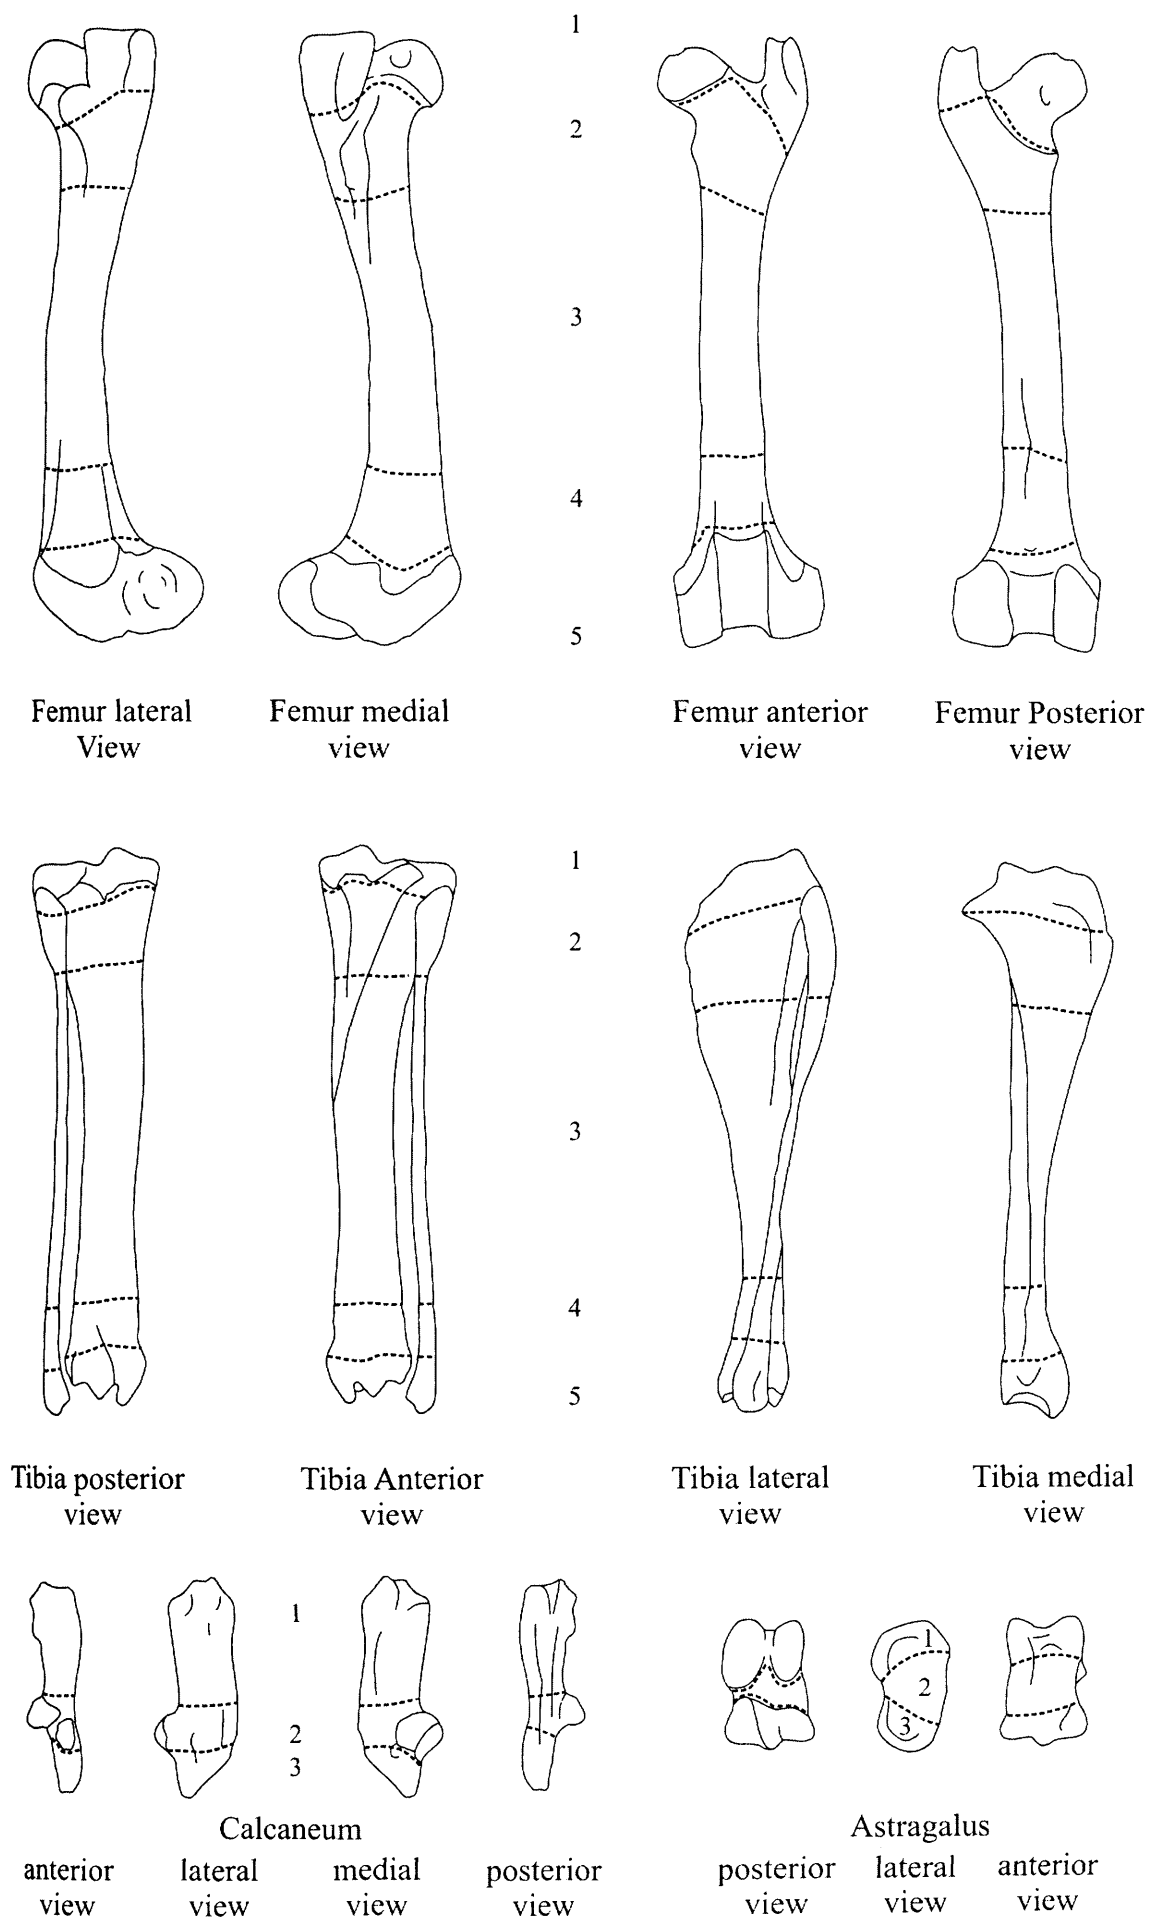 1
2
3
4
5
Femur lateral
View
Femur medial
view
Femur anterior
view
Femur Posterior
view
1
2
3
4
5
Tibia posterior
view
Tibia Anterior
view
Tibia lateral
view
Tibia medial
view
1
2
3
1
2
3
Calcaneum
anterior
view
lateral
view
medial
view
posterior
view
Astragalus
posterior
view
lateral
view
anterior
view